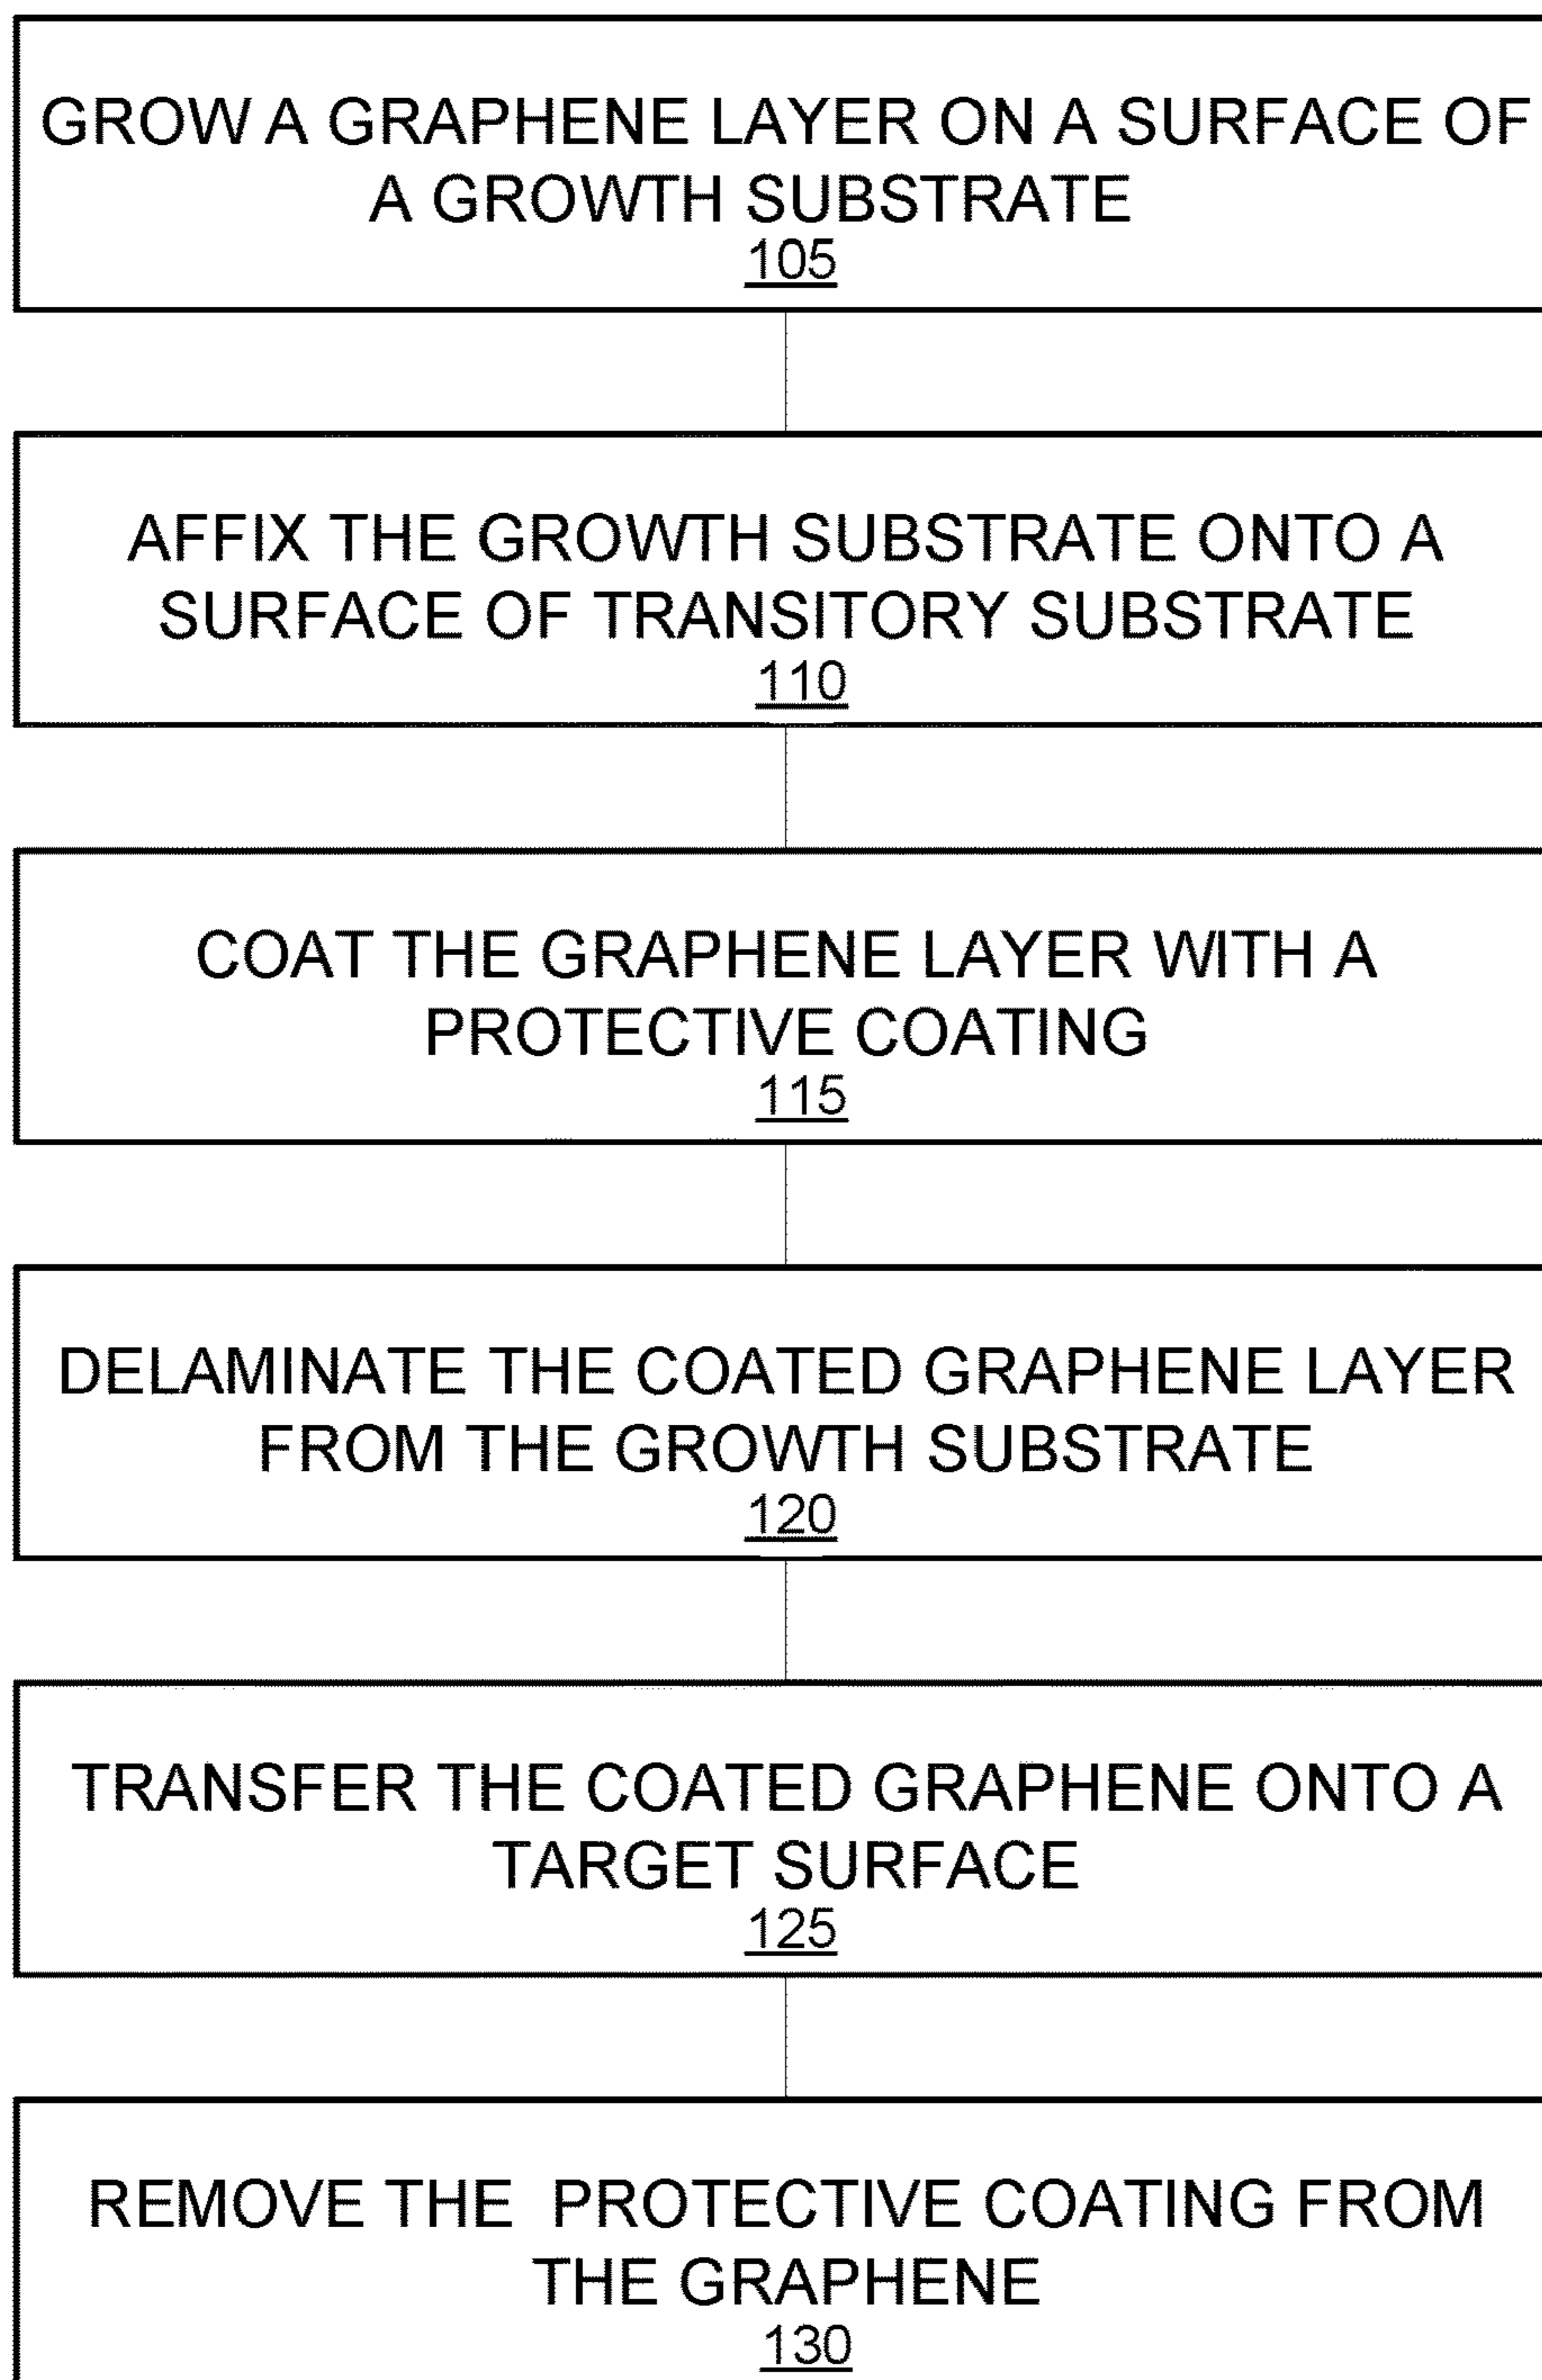 GROW A GRAPHENE LAYER ON A SURFACE OF
A GROWTH SUBSTRATE
105
AFFIX THE GROWTH SUBSTRATE ONTO A
SURFACE OF TRANSITORY SUBSTRATE
110
COAT THE GRAPHENE LAYER WITH A
PROTECTIVE COATING
115
DELAMINATE THE COATED GRAPHENE LAYER
FROM THE GROWTH SUBSTRATE
120
TRANSFER THE COATED GRAPHENE ONTO A
TARGET SURFACE
125
REMOVE THE PROTECTIVE COATING FROM
THE GRAPHENE
130